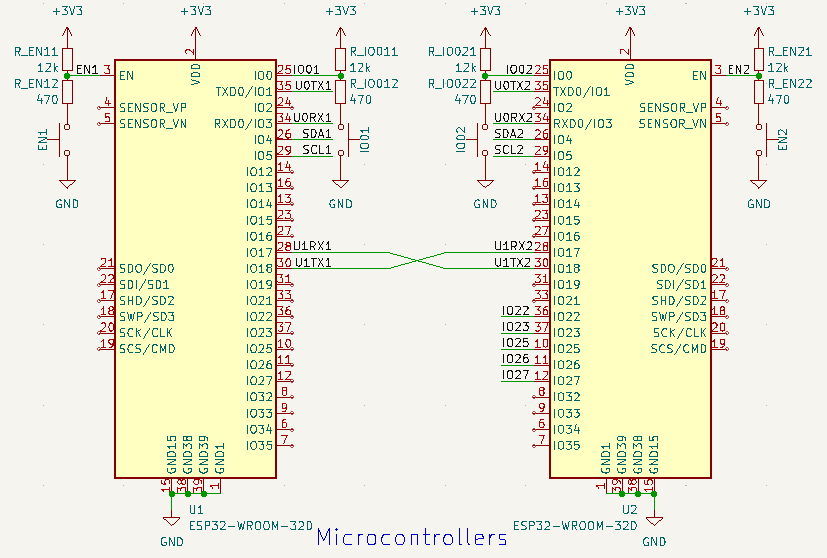 +3V3 +3V3 +3V3 +3V3 +3V3 +3V3
R_EN11 2 R_IO011 R_IO021 2 R_EN21
12k 12k 12k 12k
EN1 3 EN VDD IO0 25 IO01 IO02 25 IO0 VDD EN 3 EN2
R_EN12 TXD0/IO1 35 U0TX1 R_IO012 R_IO022 U0TX2 35 TXD0/IO1 R_EN22
470 470 470 470
4 SENSOR_VP IO2 24 24 IO2 SENSOR_VP 4
5 SENSOR_VN RXD0/IO3 34 U0RX1 U0RX2 34 RXD0/IO3 SENSOR_VN 5
EN1 IO4 26 SDA1 IO01 IO02 SDA2 26 IO4 EN2
IO5 29 SCL1 SCL2 29 IO5
IO12 14 14 IO12
IO13 16 16 IO13
GND IO14 13 GND GND 13 IO14 GND
IO15 23 23 IO15
IO16 27 27 IO16
IO17 28 U1RX1 U1RX2 28 IO17
21 SDO/SD0 IO18 30 U1TX1 U1TX2 30 IO18 SDO/SD0 21
22 SDI/SD1 IO19 31 31 IO19 SDI/SD1 22
17 SHD/SD2 IO21 33 33 IO21 SHD/SD2 17
18 SWP/SD3 IO22 36 IO22 36 IO22 SWP/SD3 18
20 SCK/CLK IO23 37 IO23 37 IO23 SCK/CLK 20
19 SCS/CMD IO25 10 IO25 10 IO25 SCS/CMD 19
IO26 11 IO26 11 IO26
IO27 12 IO27 12 IO27
IO32 8 8 IO32
IO33 9 9 IO33
IO34 6 6 IO34
IO35 7 7 IO35
GND15 GND38 GND39 GND1 GND1 GND39 GND38 GND15
15 38 39 1 1 39 38 15
U1 U2
ESP32-WROOM-32D ESP32-WROOM-32D
GND Microcontrollers GND